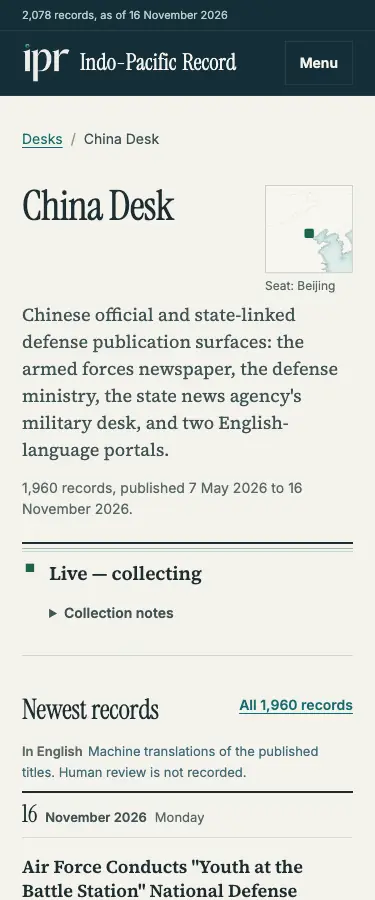 2,078 records, as of 16 November 2026
ipr Indo-Pacific Record
Menu
Desks / China Desk
China Desk
Seat: Beijing
Chinese official and state-linked
defense publication surfaces: the
armed forces newspaper, the defense
ministry, the state news agency's
military desk, and two English-
language portals.
1,960 records, published 7 May 2026 to 16
November 2026.
Live — collecting
Collection notes
Newest records
All 1,960 records
In English Machine translations of the published
titles. Human review is not recorded.
16 November 2026 Monday
Air Force Conducts "Youth at the
Battle Station" National Defense